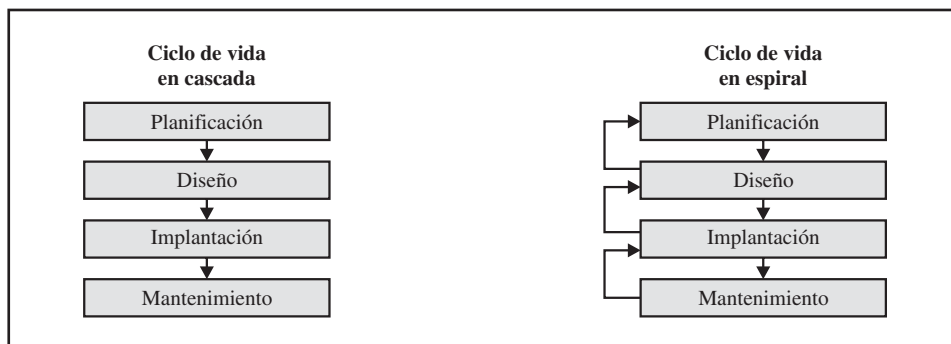 Ciclo de vida
en cascada
Planificación
Diseño
Implantación
Mantenimiento
Ciclo de vida
en espiral
Planificación
Diseño
Implantación
Mantenimiento